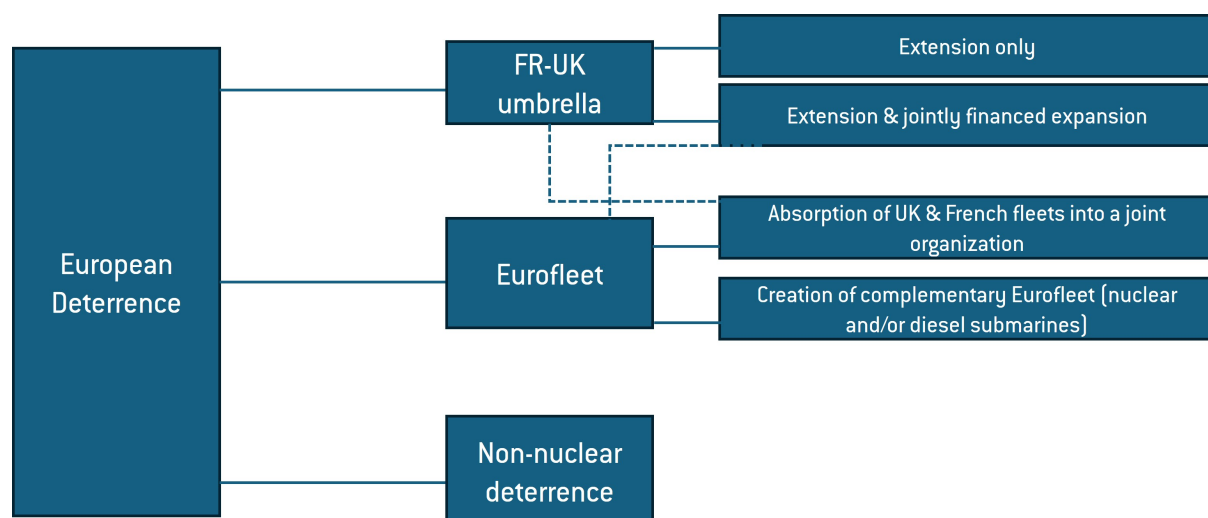 European
Deterrence
FR-UK
umbrella
Extension only
Extension & jointly financed expansion
Eurofleet
Absorption of UK & French fleets into a joint
organization
Creation of complementary Eurofleet (nuclear
and/or diesel submarines)
Non-nuclear
deterrence